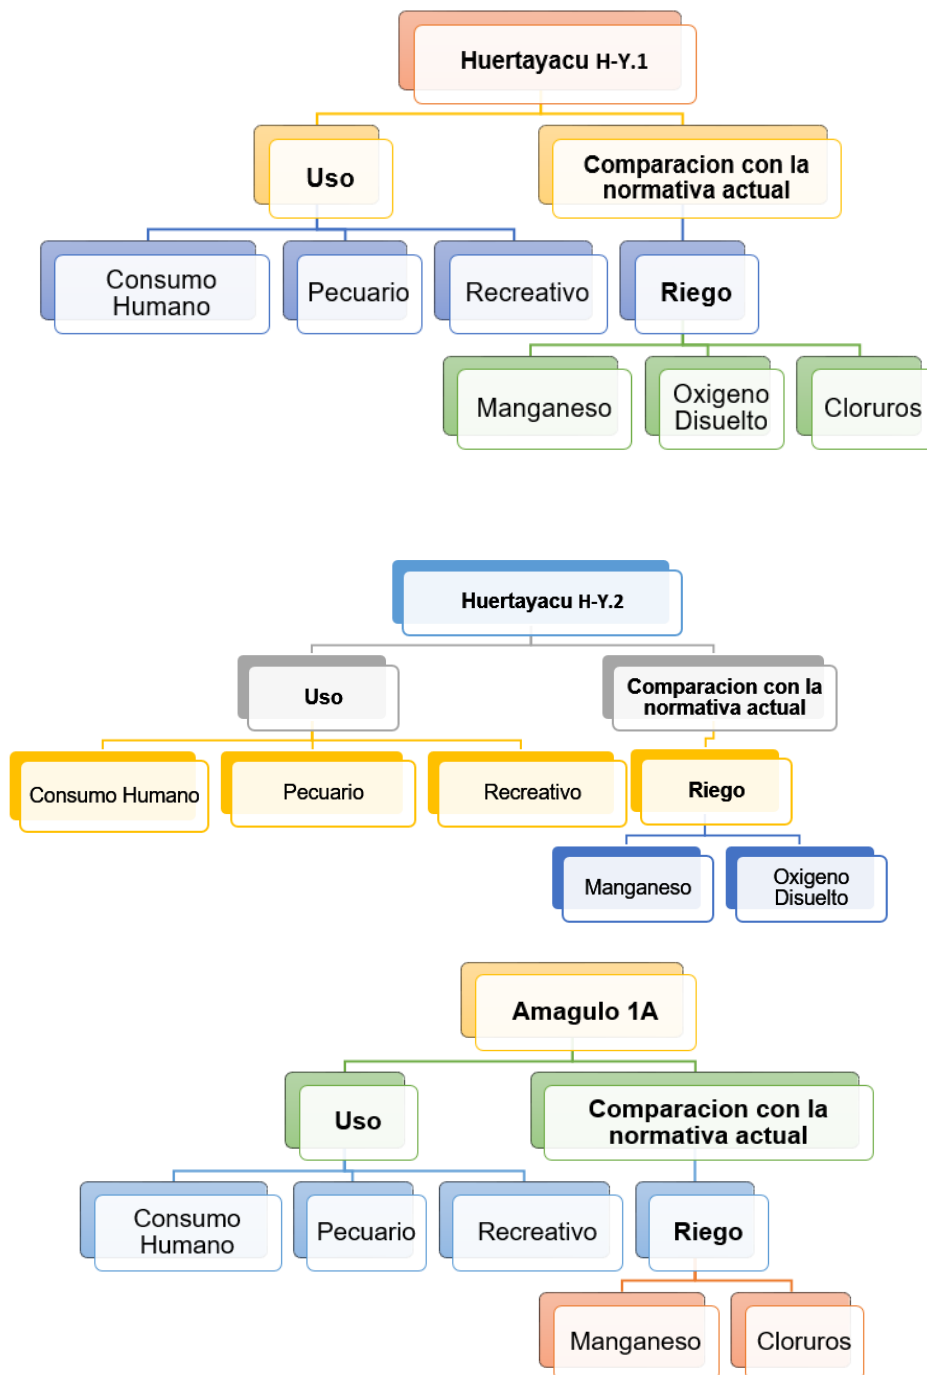 Huertayacu H-Y.1
Uso
Comparacion con la
normativa actual
Consumo
Humano
Pecuario
Recreativo
Riego
Manganeso
Oxigeno
Disuelto
Cloruros
Huertayacu H-Y.2
Uso
Comparacion con la
normativa actual
Consumo Humano
Pecuario
Recreativo
Riego
Manganeso
Oxigeno
Disuelto
Amagulo 1A
Uso
Comparacion con la
normativa actual
Consumo
Humano
Pecuario
Recreativo
Riego
Manganeso
Cloruros